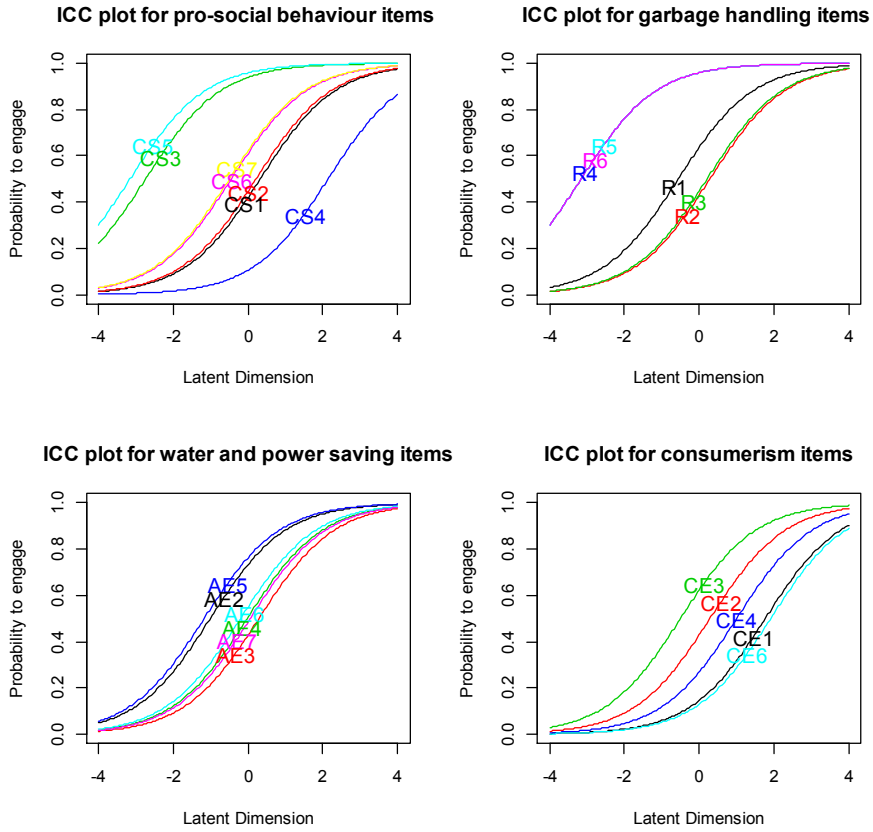 ICC plot for pro-social behaviour items
Probability to engage
1.0
0.8
0.6
0.4
0.2
0.0
CS5
CS3
CS7
CS6
CS2
CS1
CS4
-4 -2 0 2 4
Latent Dimension
ICC plot for garbage handling items
Probability to engage
1.0
0.8
0.6
0.4
0.2
0.0
R5
R6
R4
R1
R3
R2
-4 -2 0 2 4
Latent Dimension
ICC plot for water and power saving items
Probability to engage
1.0
0.8
0.6
0.4
0.2
0.0
AE5
AE2
AE6
AE4
AE7
AE3
-4 -2 0 2 4
Latent Dimension
ICC plot for consumerism items
Probability to engage
1.0
0.8
0.6
0.4
0.2
0.0
CE3
CE2
CE4
CE1
CE6
-4 -2 0 2 4
Latent Dimension